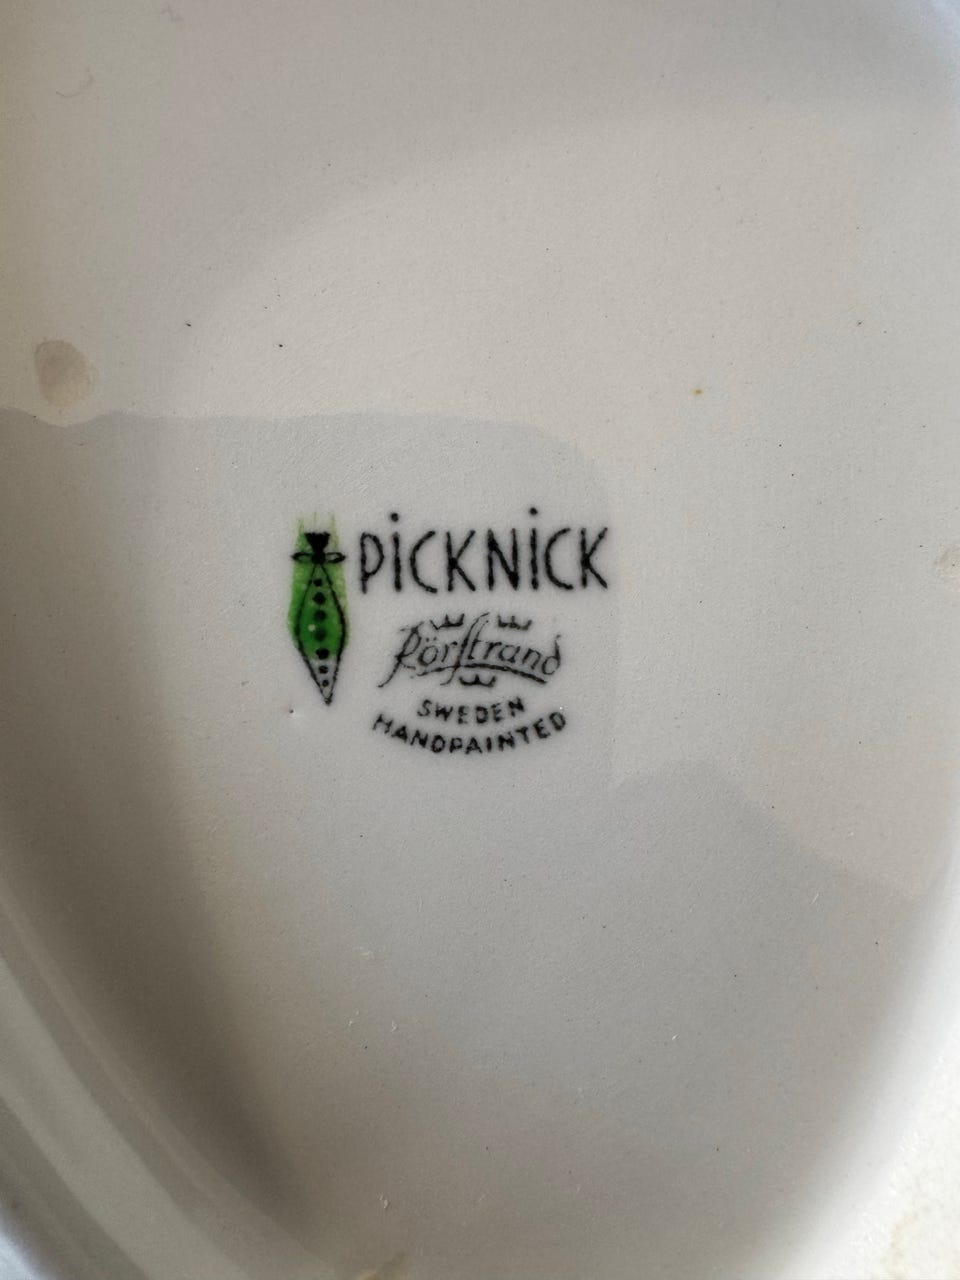 PiCKNiCK
Rörstrand
SWEDEN
HANDPAINTED